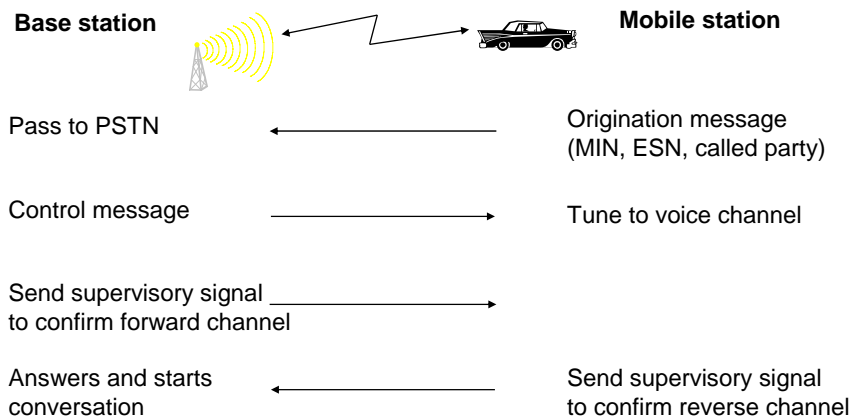 Base station
Mobile station
Pass to PSTN
Origination message
(MIN, ESN, called party)
Control message
Tune to voice channel
Send supervisory signal
to confirm forward channel
Answers and starts
conversation
Send supervisory signal
to confirm reverse channel